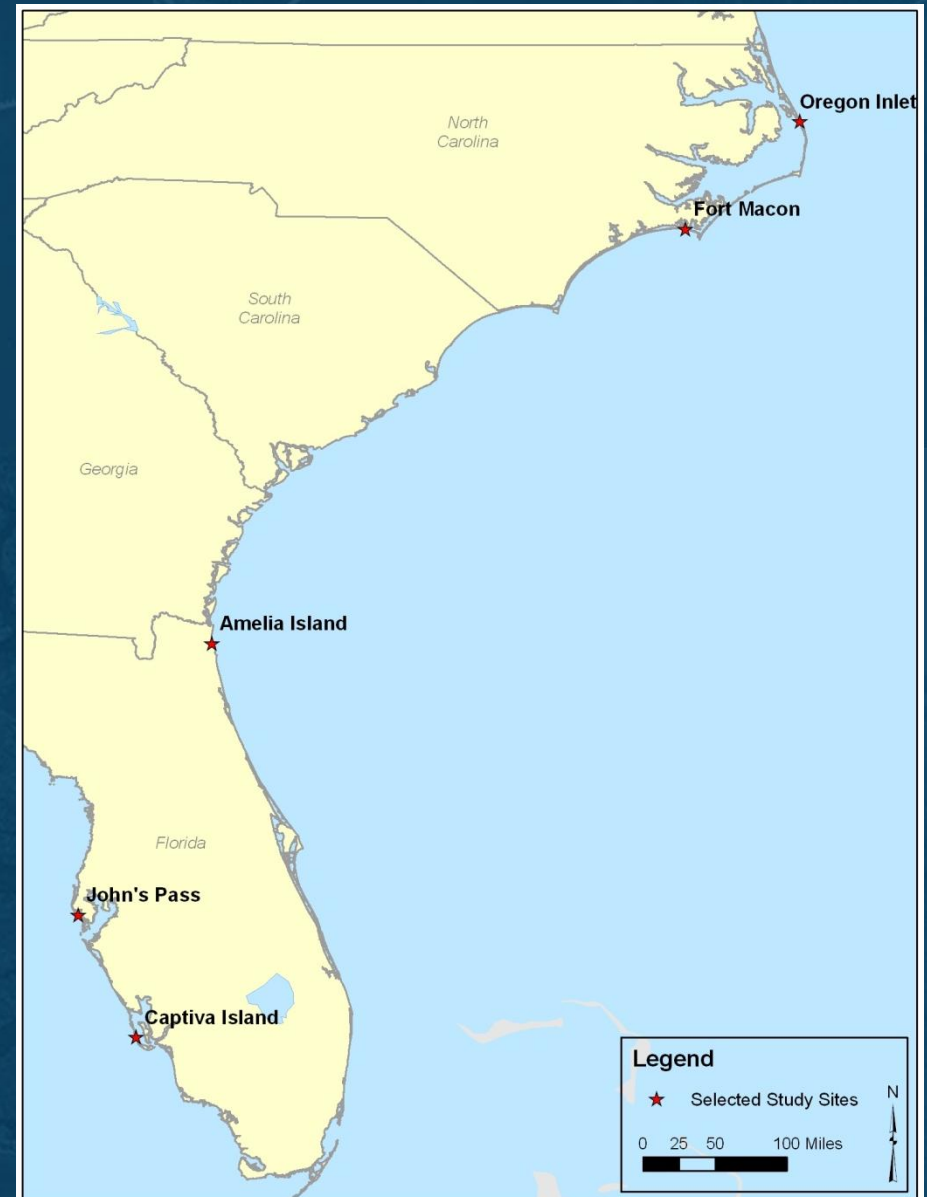 Oregon Inlet
North
Carolina
Fort Macon
South
Carolina
Georgia
Amelia Island
Florida
John's Pass
Captiva Island
Legend
Selected Study Sites
N
0 25 50 100 Miles